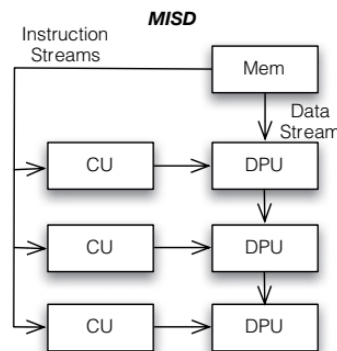 MISD
Instruction
Streams
Mem
Data
Stream
CU
DPU
CU
DPU
CU
DPU